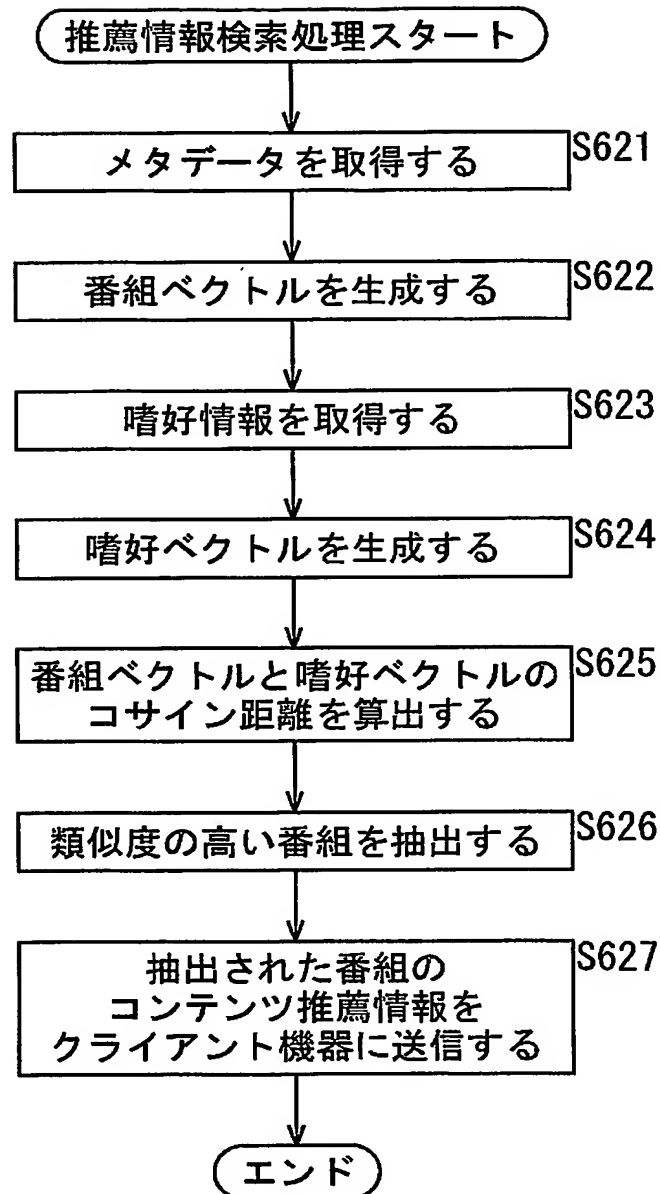 推薦情報検索処理スタート
メタデータを取得する
S621
番組ベクトルを生成する
S622
嗜好情報を取得する
S623
嗜好ベクトルを生成する
S624
番組ベクトルと嗜好ベクトルの
コサイン距離を算出する
S625
類似度の高い番組を抽出する
S626
抽出された番組の
コンテンツ推薦情報を
クライアント機器に送信する
S627
エンド